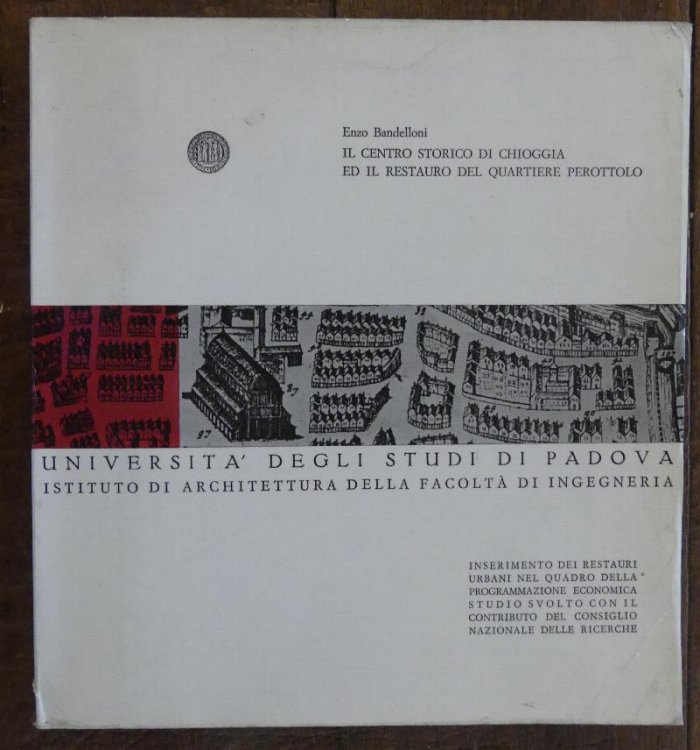 Enzo Bandelloni
IL CENTRO STORICO DI CHIOGGIA
ED IL RESTAURO DEL QUARTIERE PEROTTOLO
UNIVERSITA' DEGLI STUDI DI PADOVA
ISTITUTO DI ARCHITETTURA DELLA FACOLTÀ DI INGEGNERIA
INSERIMENTO DEI RESTAURI
URBANI NEL QUADRO DELLA
PROGRAMMAZIONE ECONOMICA
STUDIO SVOLTO CON IL
CONTRIBUTO DEL CONSIGLIO
NAZIONALE DELLE RICERCHE